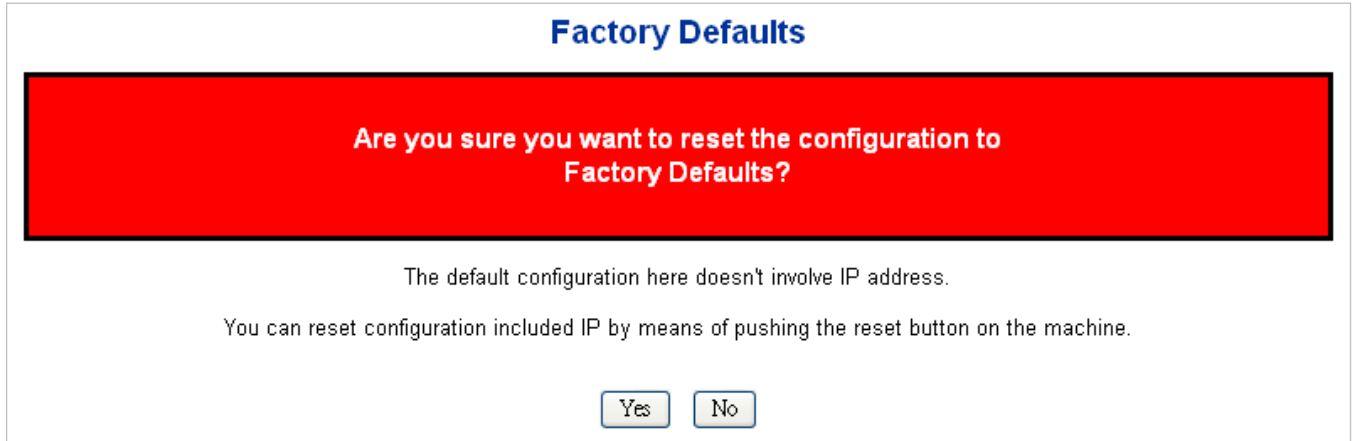 Factory Defaults
Are you sure you want to reset the configuration to
Factory Defaults?
The default configuration here doesn't involve IP address.
You can reset configuration included IP by means of pushing the reset button on the machine.
Yes No